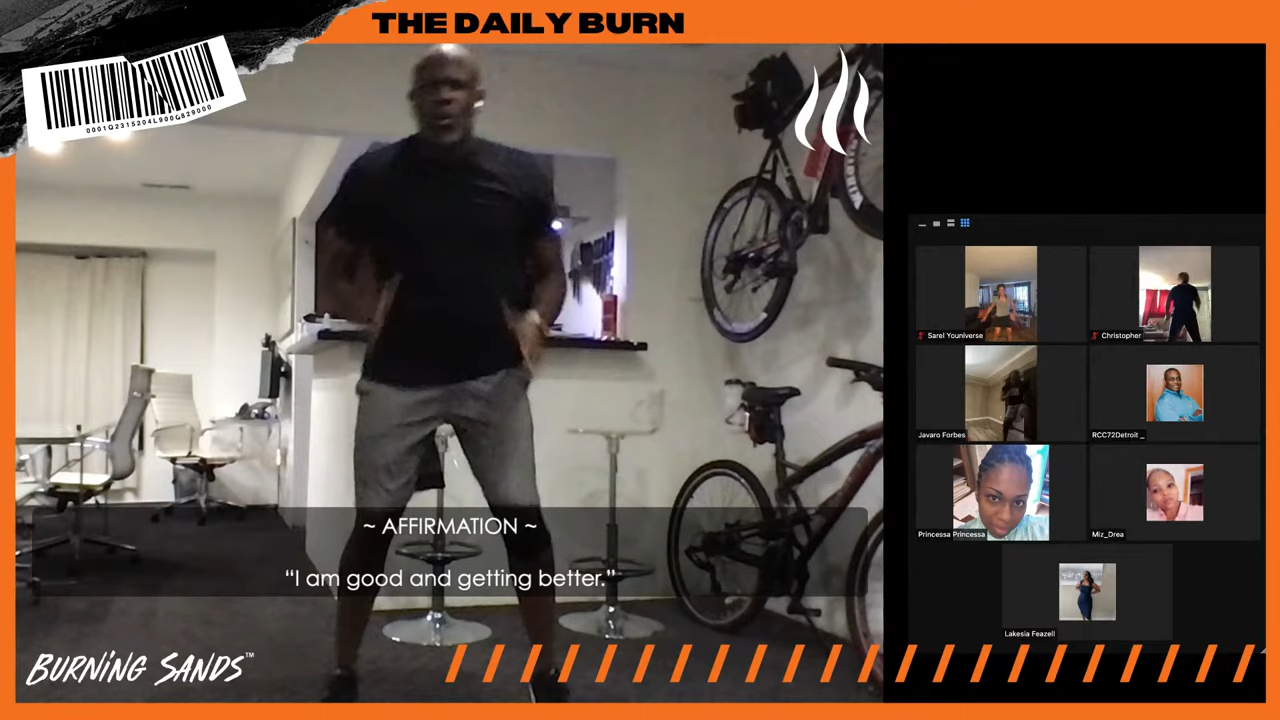 THE DAILY BURN
0001Q2315204L900G829000
Sarel Youniverse
Christopher
Javaro Forbes
RCC72Detroit _
Princessa Princessa
Miz_Drea
Lakesia Feazell
~ AFFIRMATION ~
“I am good and getting better.”
BURNING SANDS™